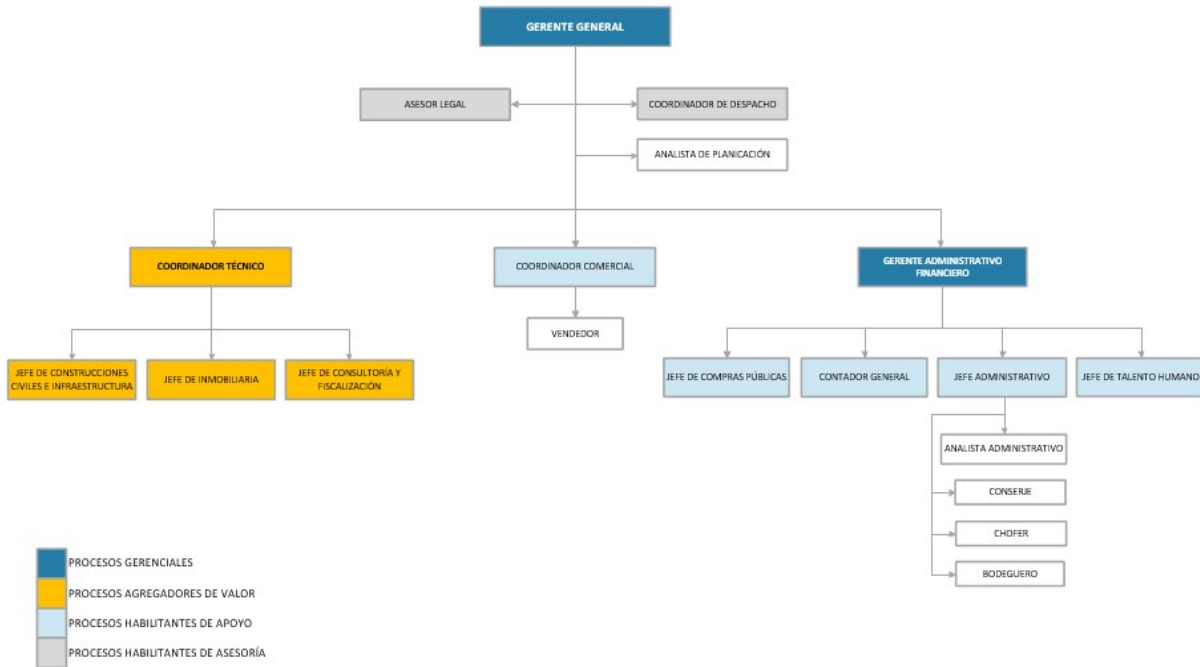 GERENTE GENERAL
ASESOR LEGAL
COORDINADOR DE DESPACHO
ANALISTA DE PLANICACIÓN
COORDINADOR TÉCNICO
COORDINADOR COMERCIAL
GERENTE ADMINISTRATIVO
FINANCIERO
VENDEDOR
JEFE DE CONSTRUCCIONES
CIVILES E INFRAESTRUCTURA
JEFE DE INMOBILIARIA
JEFE DE CONSULTORÍA Y
FISCALIZACIÓN
JEFE DE COMPRAS PÚBLICAS
CONTADOR GENERAL
JEFE ADMINISTRATIVO
JEFE DE TALENTO HUMANO
ANALISTA ADMINISTRATIVO
CONSERJE
CHOFER
BODEGUERO
PROCESOS GERENCIALES
PROCESOS AGREGADORES DE VALOR
PROCESOS HABILITANTES DE APOYO
PROCESOS HABILITANTES DE ASESORÍA